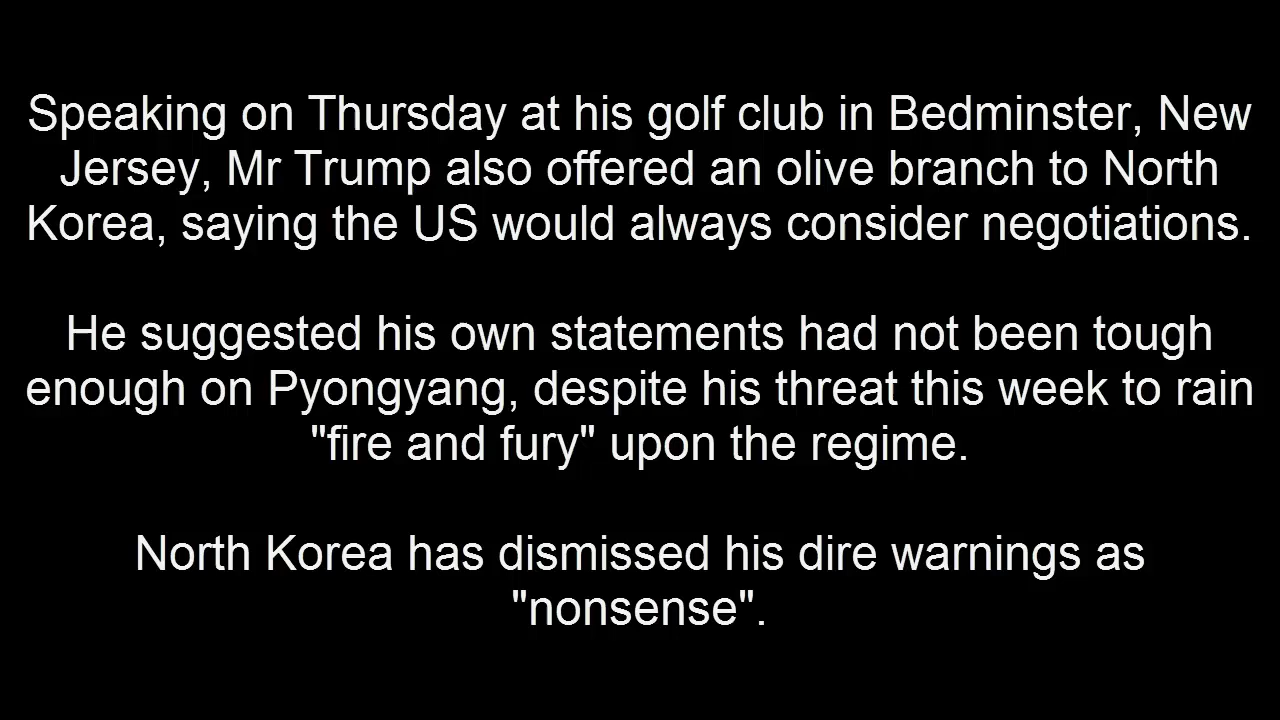 Speaking on Thursday at his golf club in Bedminster, New
Jersey, Mr Trump also offered an olive branch to North
Korea, saying the US would always consider negotiations.
He suggested his own statements had not been tough
enough on Pyongyang, despite his threat this week to rain
"fire and fury" upon the regime.
North Korea has dismissed his dire warnings as
"nonsense".